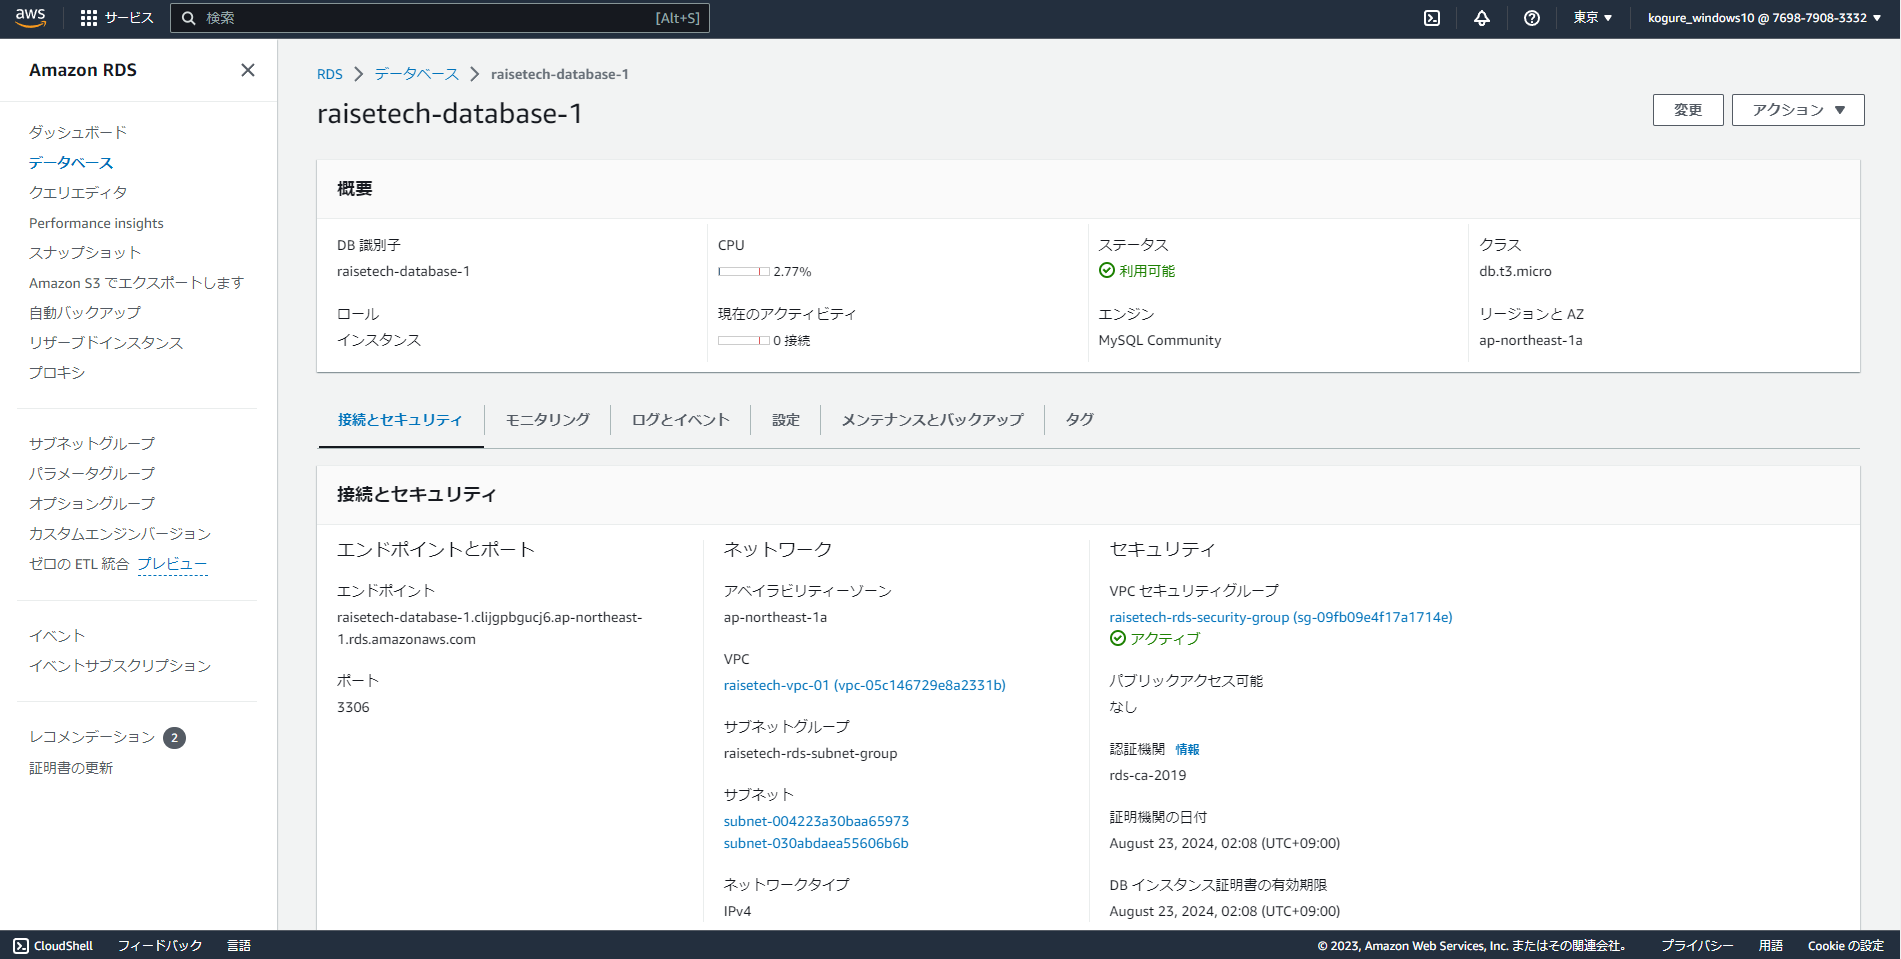 aws サービス 検索 [Alt+S] 東京 ▼ kogure_windows10 @ 7698-7908-3332 ▼
Amazon RDS
ダッシュボード
データベース
クエリエディタ
Performance insights
スナップショット
Amazon S3 でエクスポートします
自動バックアップ
リザーブドインスタンス
プロキシ
サブネットグループ
パラメータグループ
オプショングループ
カスタムエンジンバージョン
ゼロの ETL 統合 プレビュー
イベント
イベントサブスクリプション
レコメンデーション 2
証明書の更新
RDS > データベース > raisetech-database-1
raisetech-database-1
変更 アクション ▼
概要
DB 識別子
raisetech-database-1
CPU
2.77%
ステータス
利用可能
クラス
db.t3.micro
ロール
インスタンス
現在のアクティビティ
0 接続
エンジン
MySQL Community
リージョンと AZ
ap-northeast-1a
接続とセキュリティ モニタリング ログとイベント 設定 メンテナンスとバックアップ タグ
接続とセキュリティ
エンドポイントとポート
エンドポイント
raisetech-database-1.clijgpbgucj6.ap-northeast-
1.rds.amazonaws.com
ポート
3306
ネットワーク
アベイラビリティーゾーン
ap-northeast-1a
VPC
raisetech-vpc-01 (vpc-05c146729e8a2331b)
サブネットグループ
raisetech-rds-subnet-group
サブネット
subnet-004223a30baa65973
subnet-030abdaea55606b6b
ネットワークタイプ
IPv4
セキュリティ
VPC セキュリティグループ
raisetech-rds-security-group (sg-09fb09e4f17a1714e)
アクティブ
パブリックアクセス可能
なし
認証機関 情報
rds-ca-2019
証明機関の日付
August 23, 2024, 02:08 (UTC+09:00)
DB インスタンス証明書の有効期限
August 23, 2024, 02:08 (UTC+09:00)
CloudShell フィードバック 言語 © 2023, Amazon Web Services, Inc. またはその関連会社。 プライバシー 用語 Cookie の設定